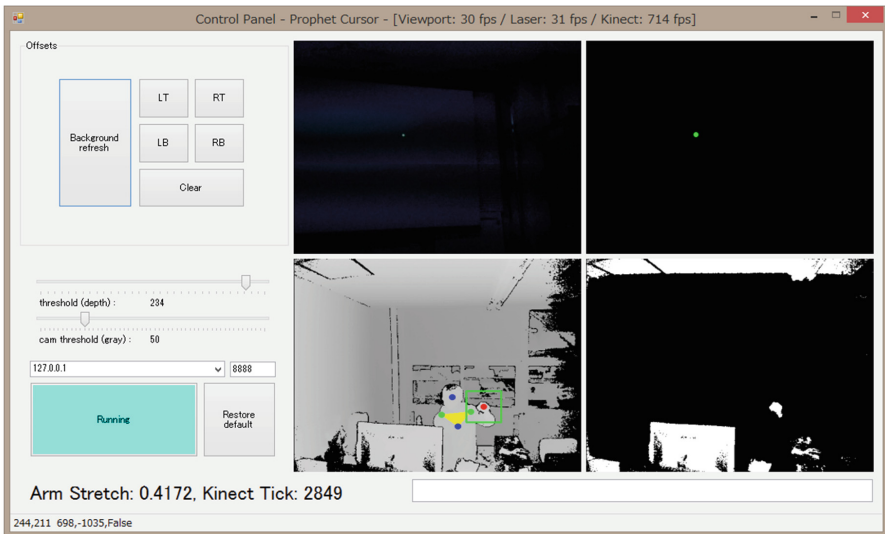 Control Panel - Prophet Cursor - [Viewport: 30 fps / Laser: 31 fps / Kinect: 714 fps]
Offsets
Background
refresh
LT
RT
LB
RB
Clear
threshold (depth) : 234
cam threshold (gray) : 50
127.0.0.1
8888
Running
Restore
default
Arm Stretch: 0.4172, Kinect Tick: 2849
244,211 698,-1035,False